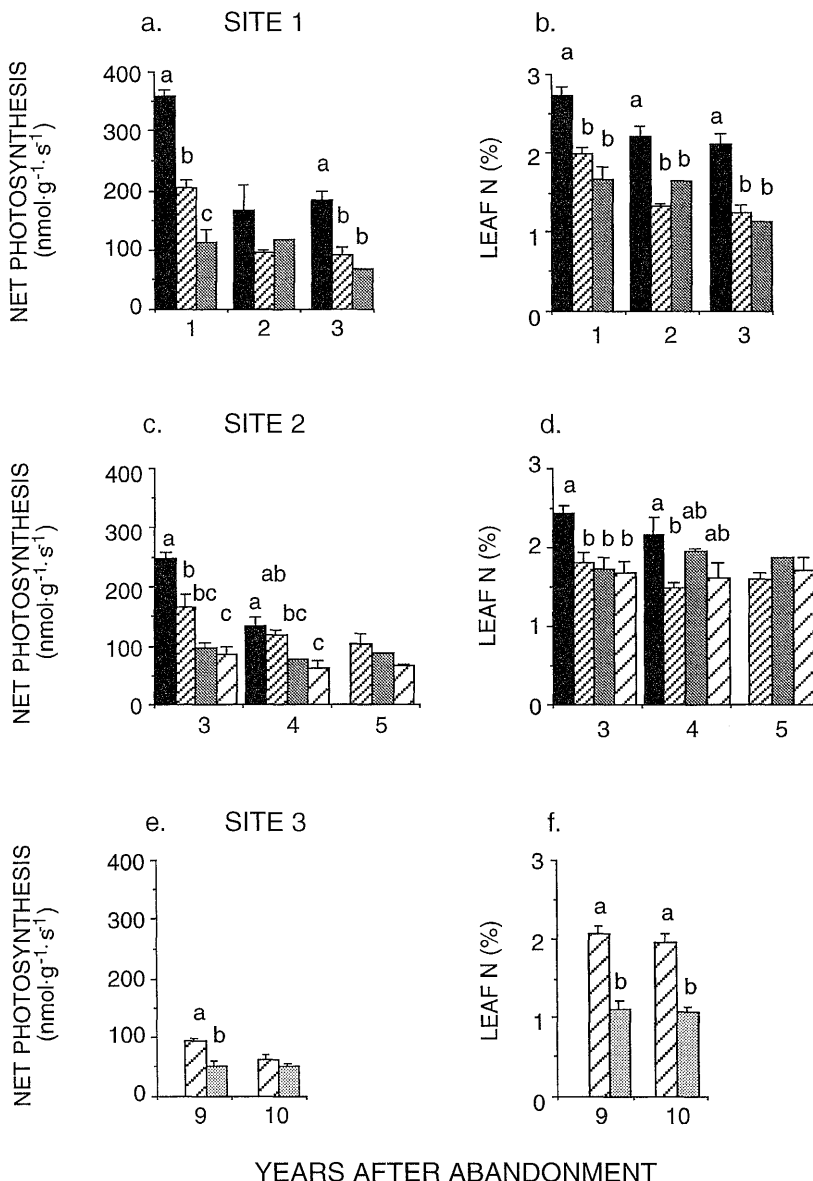 a. SITE 1
NET PHOTOSYNTHESIS
(nmol·g⁻¹·s⁻¹)
400
300
200
100
0
a
b
c
a
b
b
1 2 3
b.
LEAF N (%)
3
2
1
0
a
b b
a
b b
a
b b
1 2 3
c. SITE 2
NET PHOTOSYNTHESIS
(nmol·g⁻¹·s⁻¹)
400
300
200
100
0
a
b
bc
c
a
ab
bc
c
3 4 5
d.
LEAF N (%)
3
2
1
0
a
b b b
a
b
ab
ab
3 4 5
e. SITE 3
NET PHOTOSYNTHESIS
(nmol·g⁻¹·s⁻¹)
400
300
200
100
0
a
b
9 10
f.
LEAF N (%)
3
2
1
0
a
b
a
b
9 10
YEARS AFTER ABANDONMENT